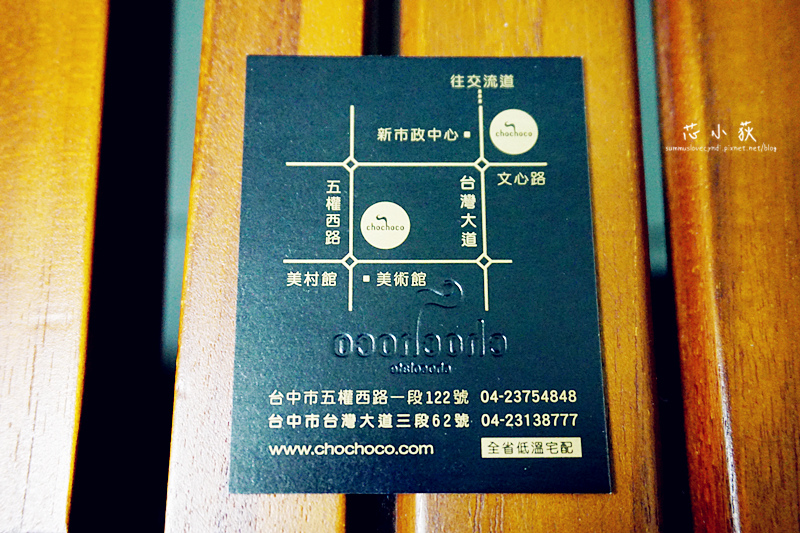 往交流道
新市政中心
chochoco
芯小荻
文心路
五權西路
台灣大道
chochoco
美村館
美術館
chochoco
台中市五權西路一段122號 04-23754848
台中市台灣大道三段62號 04-23138777
www.chochoco.com
全省低溫宅配